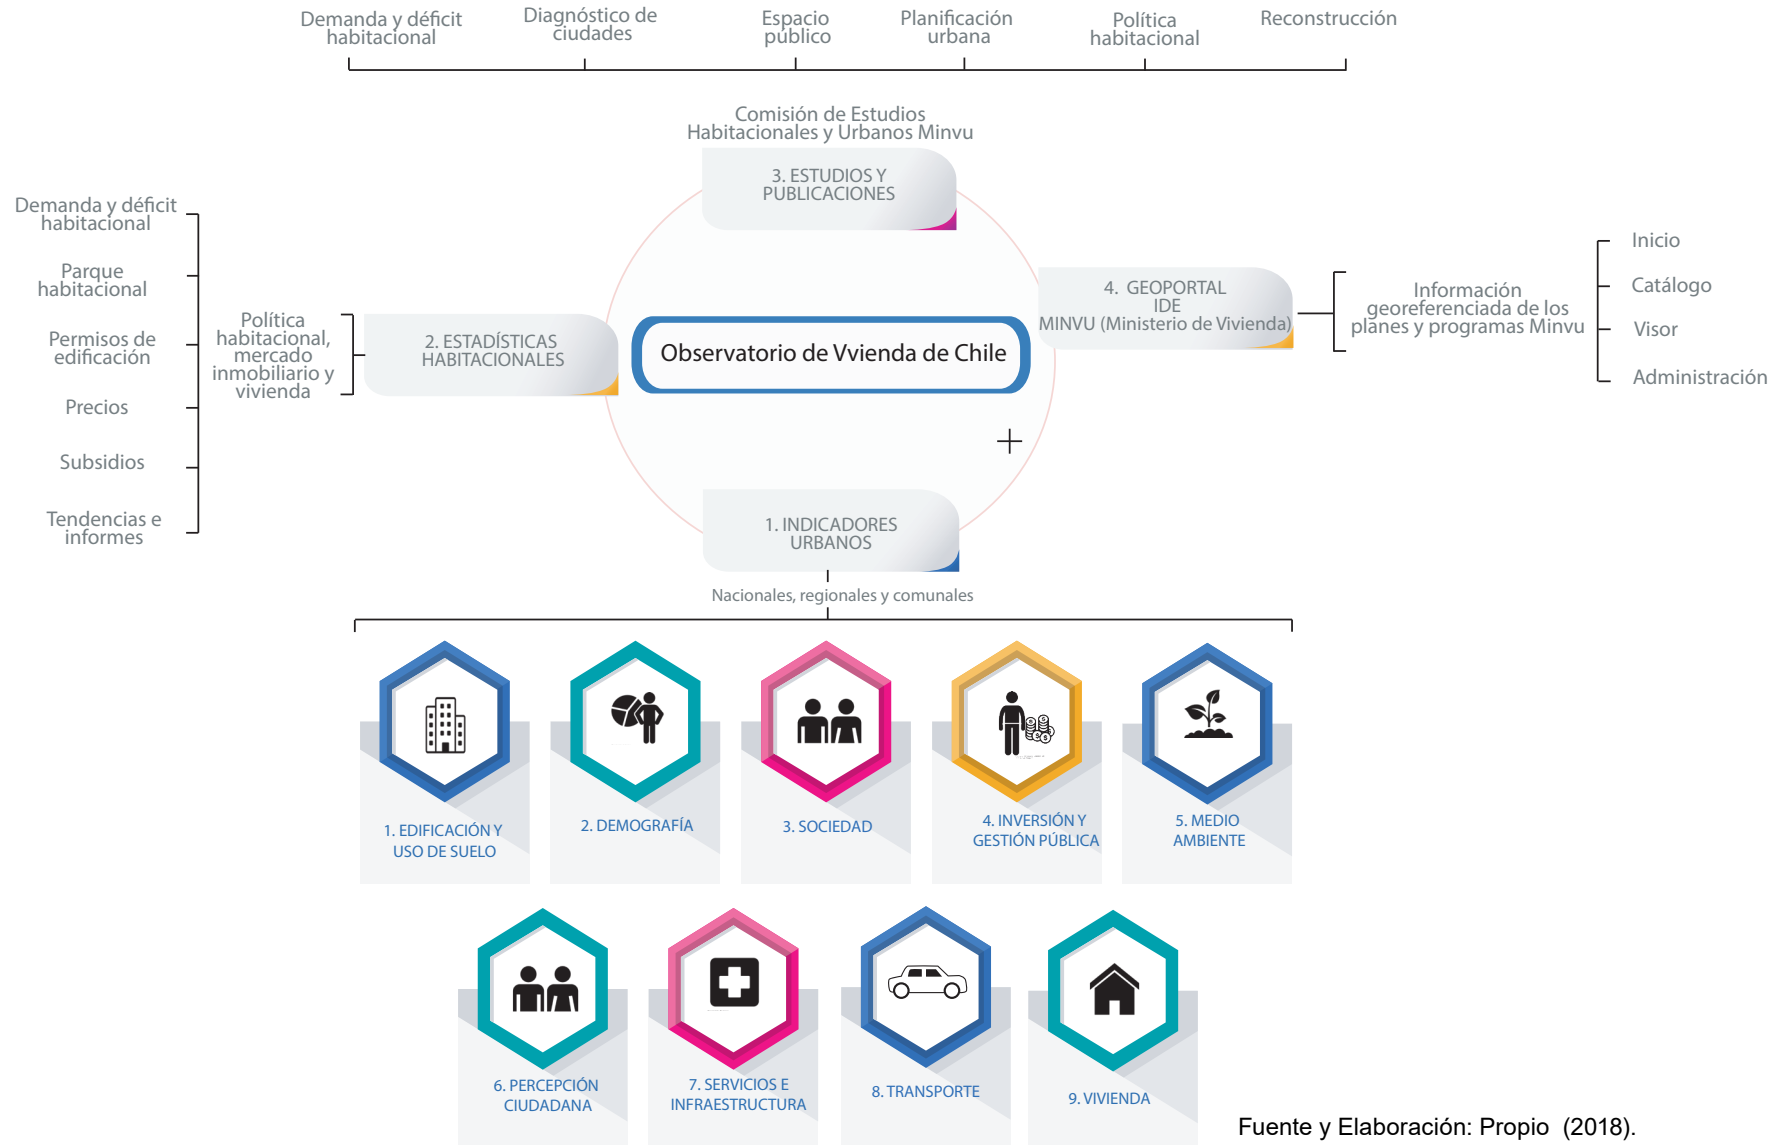 Demanda y déficit
habitacional
Diagnóstico de
ciudades
Espacio
público
Planificación
urbana
Política
habitacional
Reconstrucción
Comisión de Estudios
Habitacionales y Urbanos Minvu
3. ESTUDIOS Y
PUBLICACIONES
Demanda y déficit
habitacional
Parque
habitacional
Permisos de
edificación
Precios
Subsidios
Tendencias e
informes
Política
habitacional,
mercado
inmobiliario y
vivienda
2. ESTADÍSTICAS
HABITACIONALES
Observatorio de Vvienda de Chile
4. GEOPORTAL
IDE
MINVU (Ministerio de Vivienda)
Información
georeferenciada de los
planes y programas Minvu
Inicio
Catálogo
Visor
Administración
1. INDICADORES
URBANOS
Nacionales, regionales y comunales
1. EDIFICACIÓN Y
USO DE SUELO
2. DEMOGRAFÍA
3. SOCIEDAD
4. INVERSIÓN Y
GESTIÓN PÚBLICA
5. MEDIO
AMBIENTE
6. PERCEPCIÓN
CIUDADANA
7. SERVICIOS E
INFRAESTRUCTURA
8. TRANSPORTE
9. VIVIENDA
Fuente y Elaboración: Propio (2018).